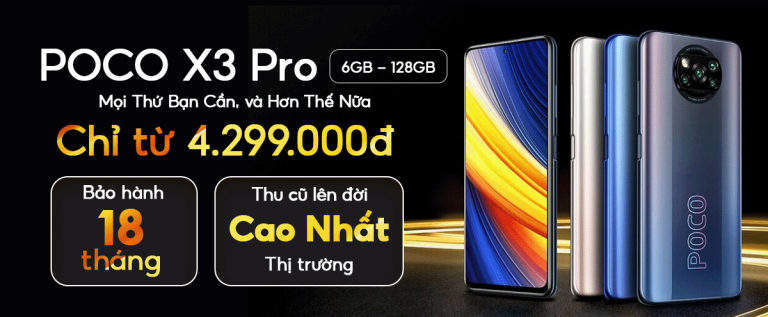 POCO X3 Pro
6GB – 128GB
Mọi Thứ Bạn Cần, và Hơn Thế Nữa
Chỉ từ 4.299.000đ
Bảo hành
18
tháng
Thu cũ lên đời
Cao Nhất
Thị trường
POCO